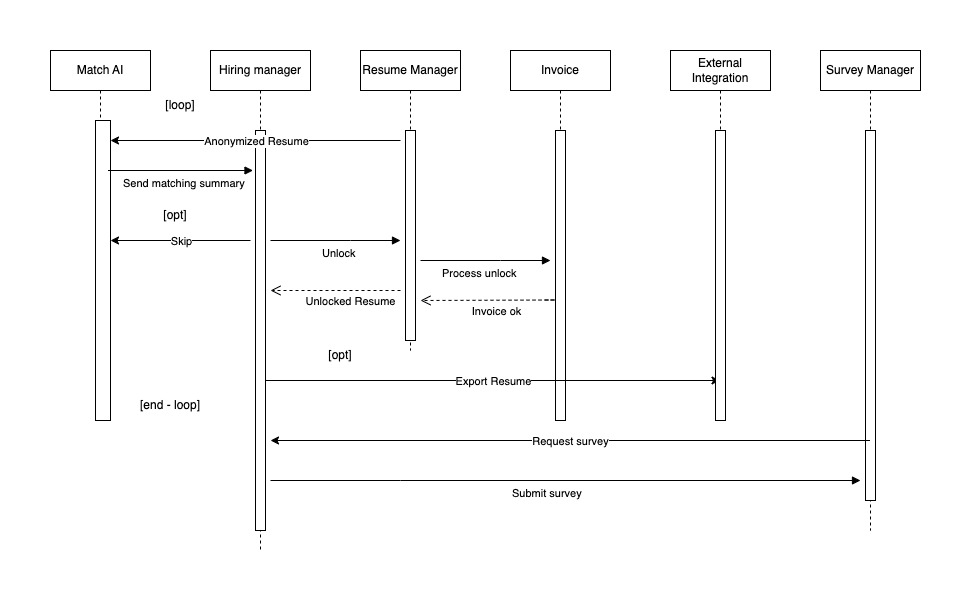 Match AI
Hiring manager
Resume Manager
Invoice
External
Integration
Survey Manager
[loop]
Anonymized Resume
Send matching summary
[opt]
Skip
Unlock
Process unlock
Unlocked Resume
Invoice ok
[opt]
Export Resume
[end - loop]
Request survey
Submit survey